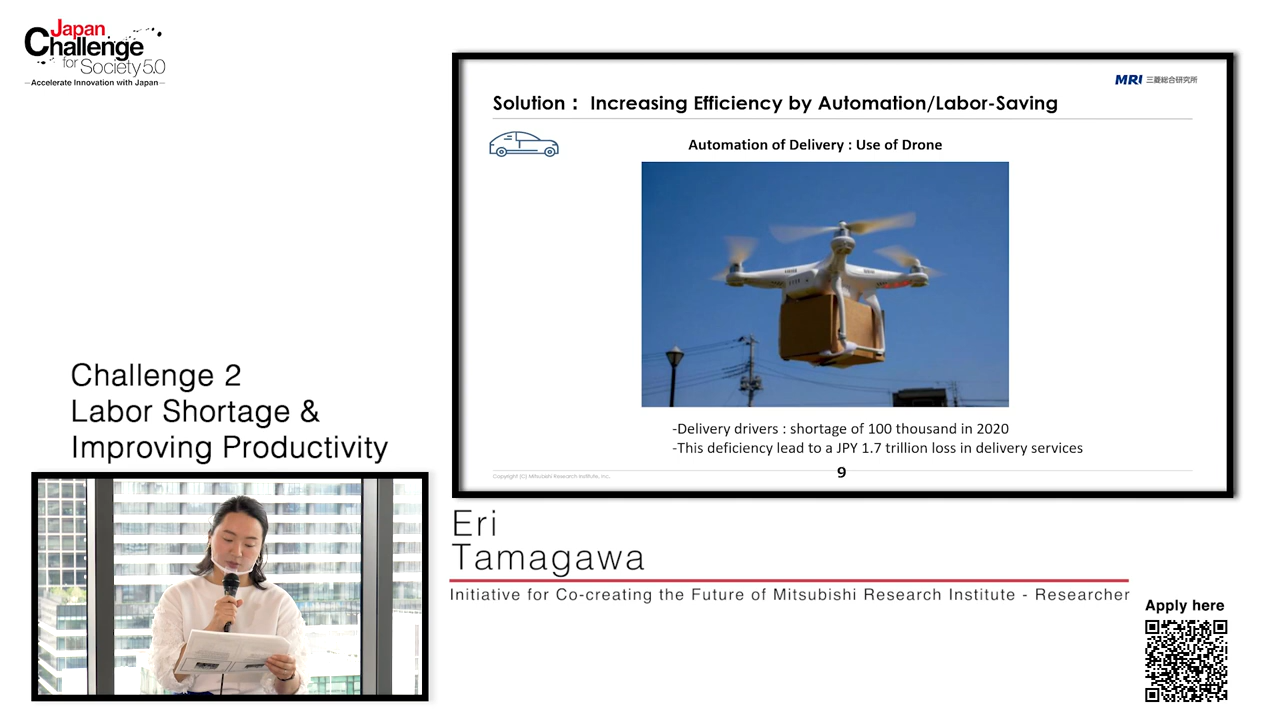 Japan
Challenge
for Society 5.0
—Accelerate Innovation with Japan—
MRI 三菱総合研究所
Solution： Increasing Efficiency by Automation/Labor-Saving
Automation of Delivery : Use of Drone
-Delivery drivers : shortage of 100 thousand in 2020
-This deficiency lead to a JPY 1.7 trillion loss in delivery services
Copyright (C) Mitsubishi Research Institute, Inc.
9
Challenge 2
Labor Shortage &
Improving Productivity
Eri
Tamagawa
Initiative for Co-creating the Future of Mitsubishi Research Institute - Researcher
Apply here